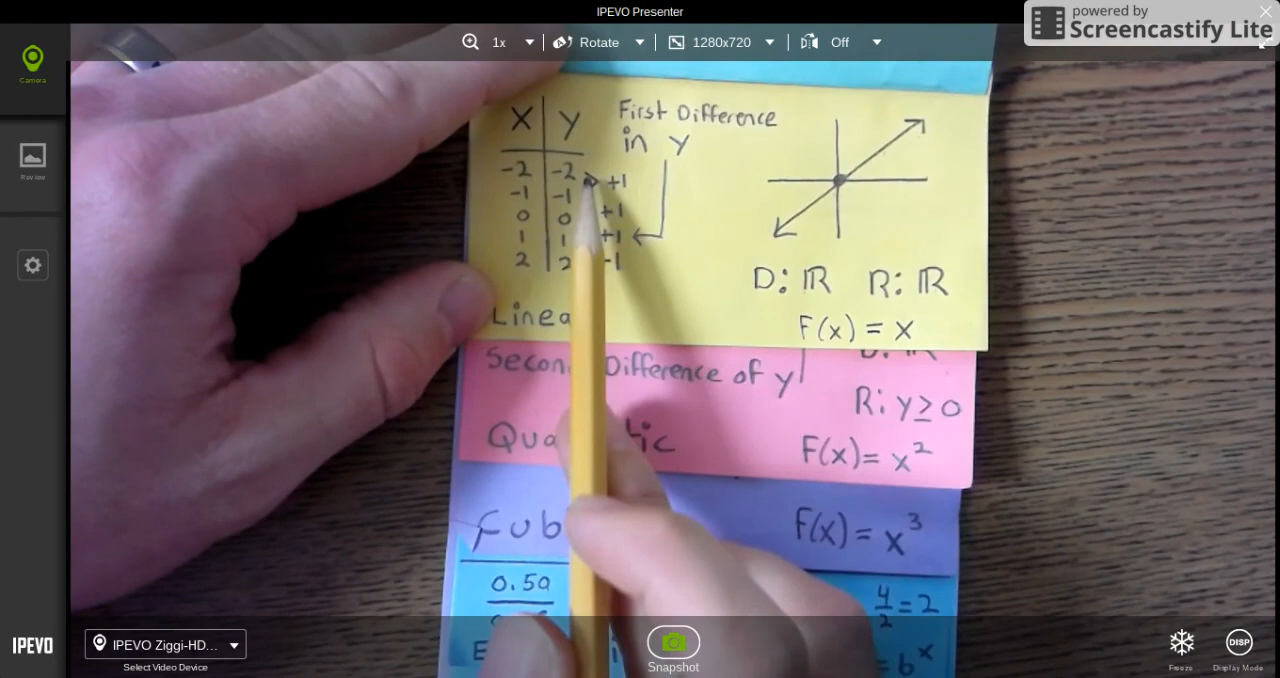 IPEVO Presenter
powered by
Screencastify Lite
1x
Rotate
1280x720
Off
Camera
Review
X Y
First Difference
in y
-2 -2
+1
-1 -1
0 0 +1
1 1 +1
2 2 -1
D: ℝ R: ℝ
F(x) = x
Difference of y
R: y ≥ 0
F(x) = x²
F(x) = x³
0.5a
4/2 = 2
= bˣ
IPEVO
IPEVO Ziggi-HD...
Select Video Device
Snapshot
Freeze
DISP
Display Mode